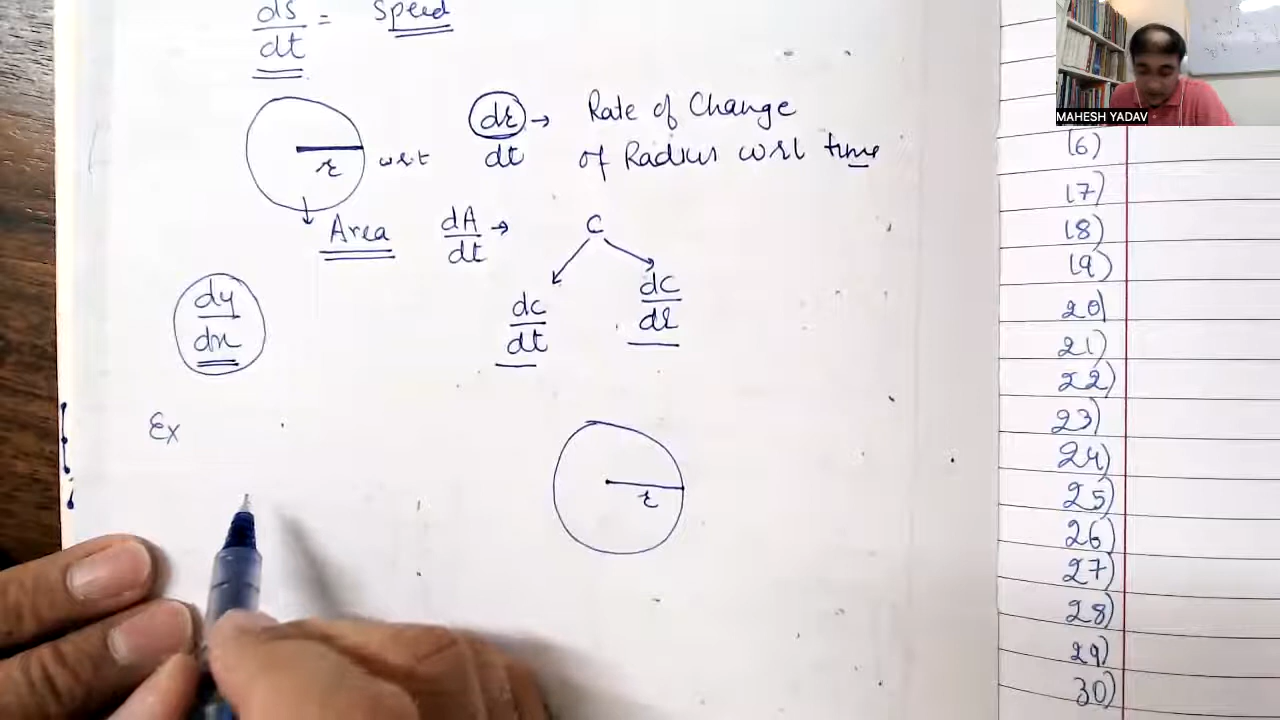 ds/dt = Speed
MAHESH YADAV
r wrt dr/dt → Rate of Change
of Radius wrt time
Area dA/dt → C
dc/dt dc/dr
dy/dx
Ex
r
16)
17)
18)
19)
20)
21)
22)
23)
24)
25)
26)
27)
28)
29)
30)